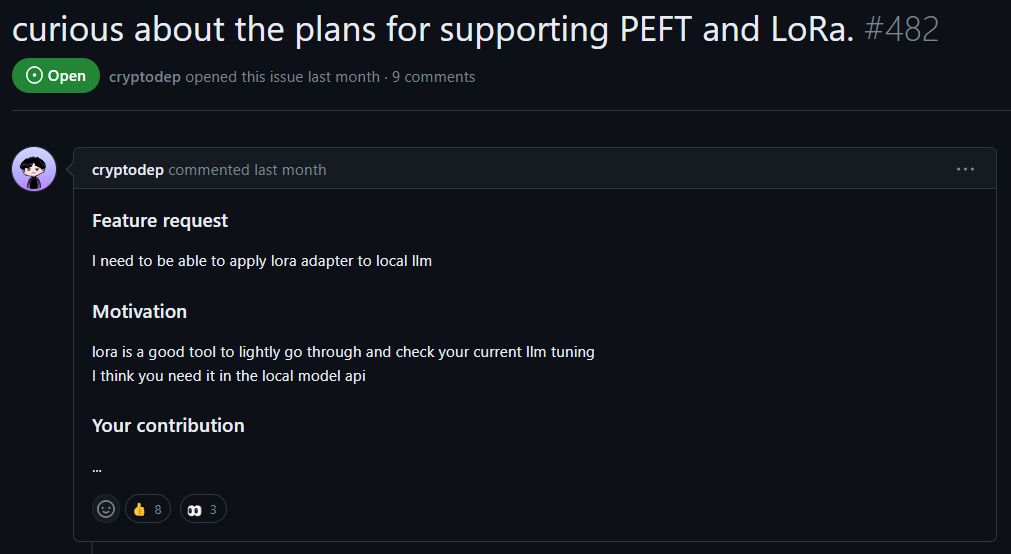 curious about the plans for supporting PEFT and LoRa. #482
Open cryptodep opened this issue last month · 9 comments
cryptodep commented last month
Feature request
I need to be able to apply lora adapter to local llm
Motivation
lora is a good tool to lightly go through and check your current llm tuning
I think you need it in the local model api
Your contribution
...
8 3